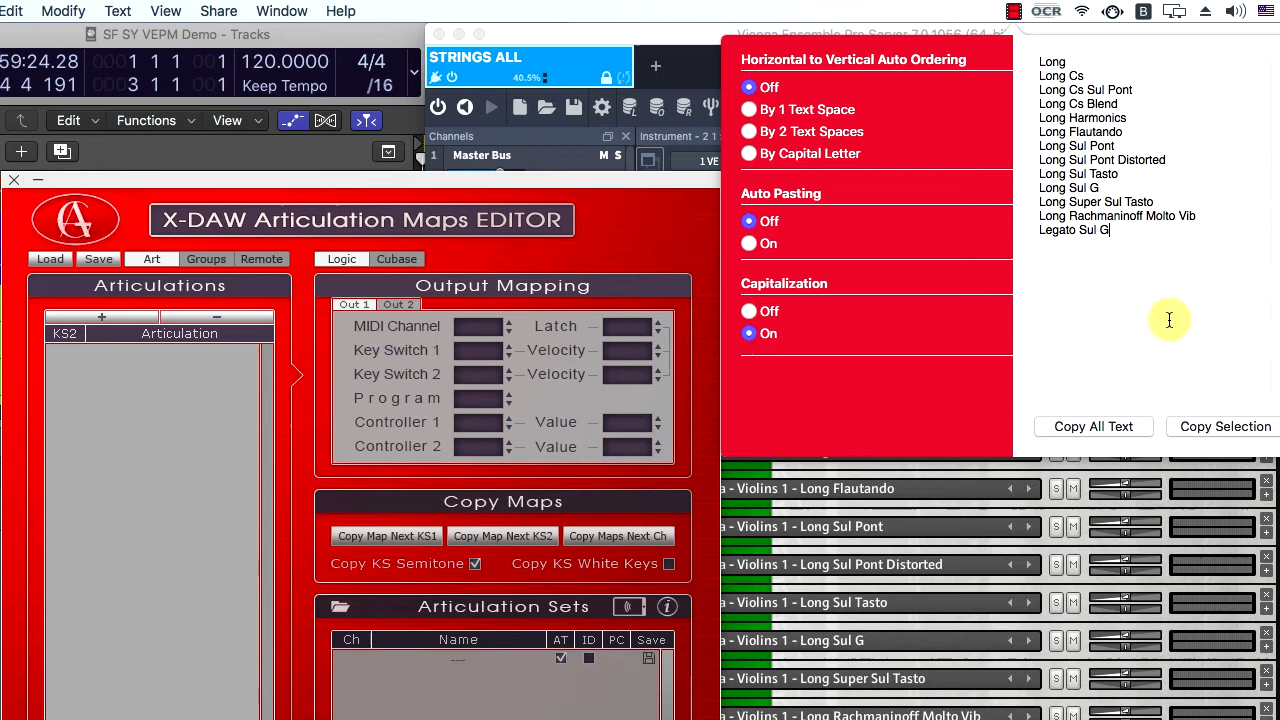 Edit
Modify
Text
View
Share
Window
Help
OCR
B
SF SY VEPM Demo - Tracks
59:24.28
4 4 191
1 1 1
3 1 1
1
1
120.0000
Keep Tempo
4/4
/16
Edit
Functions
View
STRINGS ALL
40.5%
Channels
Instrument - 2 1
1
Master Bus
M S
1 VE
Horizontal to Vertical Auto Ordering
Off
By 1 Text Space
By 2 Text Spaces
By Capital Letter
Auto Pasting
Off
On
Capitalization
Off
On
Long
Long Cs
Long Cs Sul Pont
Long Cs Blend
Long Harmonics
Long Flautando
Long Sul Pont
Long Sul Pont Distorted
Long Sul Tasto
Long Sul G
Long Super Sul Tasto
Long Rachmaninoff Molto Vib
Legato Sul G
Copy All Text
Copy Selection
X-DAW Articulation Maps EDITOR
Load
Save
Art
Groups
Remote
Logic
Cubase
Articulations
+
−
KS2
Articulation
Output Mapping
Out 1
Out 2
MIDI Channel
Latch
Key Switch 1
Velocity
Key Switch 2
Velocity
Program
Controller 1
Value
Controller 2
Value
Copy Maps
Copy Map Next KS1
Copy Map Next KS2
Copy Maps Next Ch
Copy KS Semitone
Copy KS White Keys
Articulation Sets
Ch
Name
AT
ID
PC
Save
---
a - Violins 1 - Long Flautando
S M
a - Violins 1 - Long Sul Pont
S M
a - Violins 1 - Long Sul Pont Distorted
S M
a - Violins 1 - Long Sul Tasto
S M
a - Violins 1 - Long Sul G
S M
a - Violins 1 - Long Super Sul Tasto
S M
a - Violins 1 - Long Rachmaninoff Molto Vib